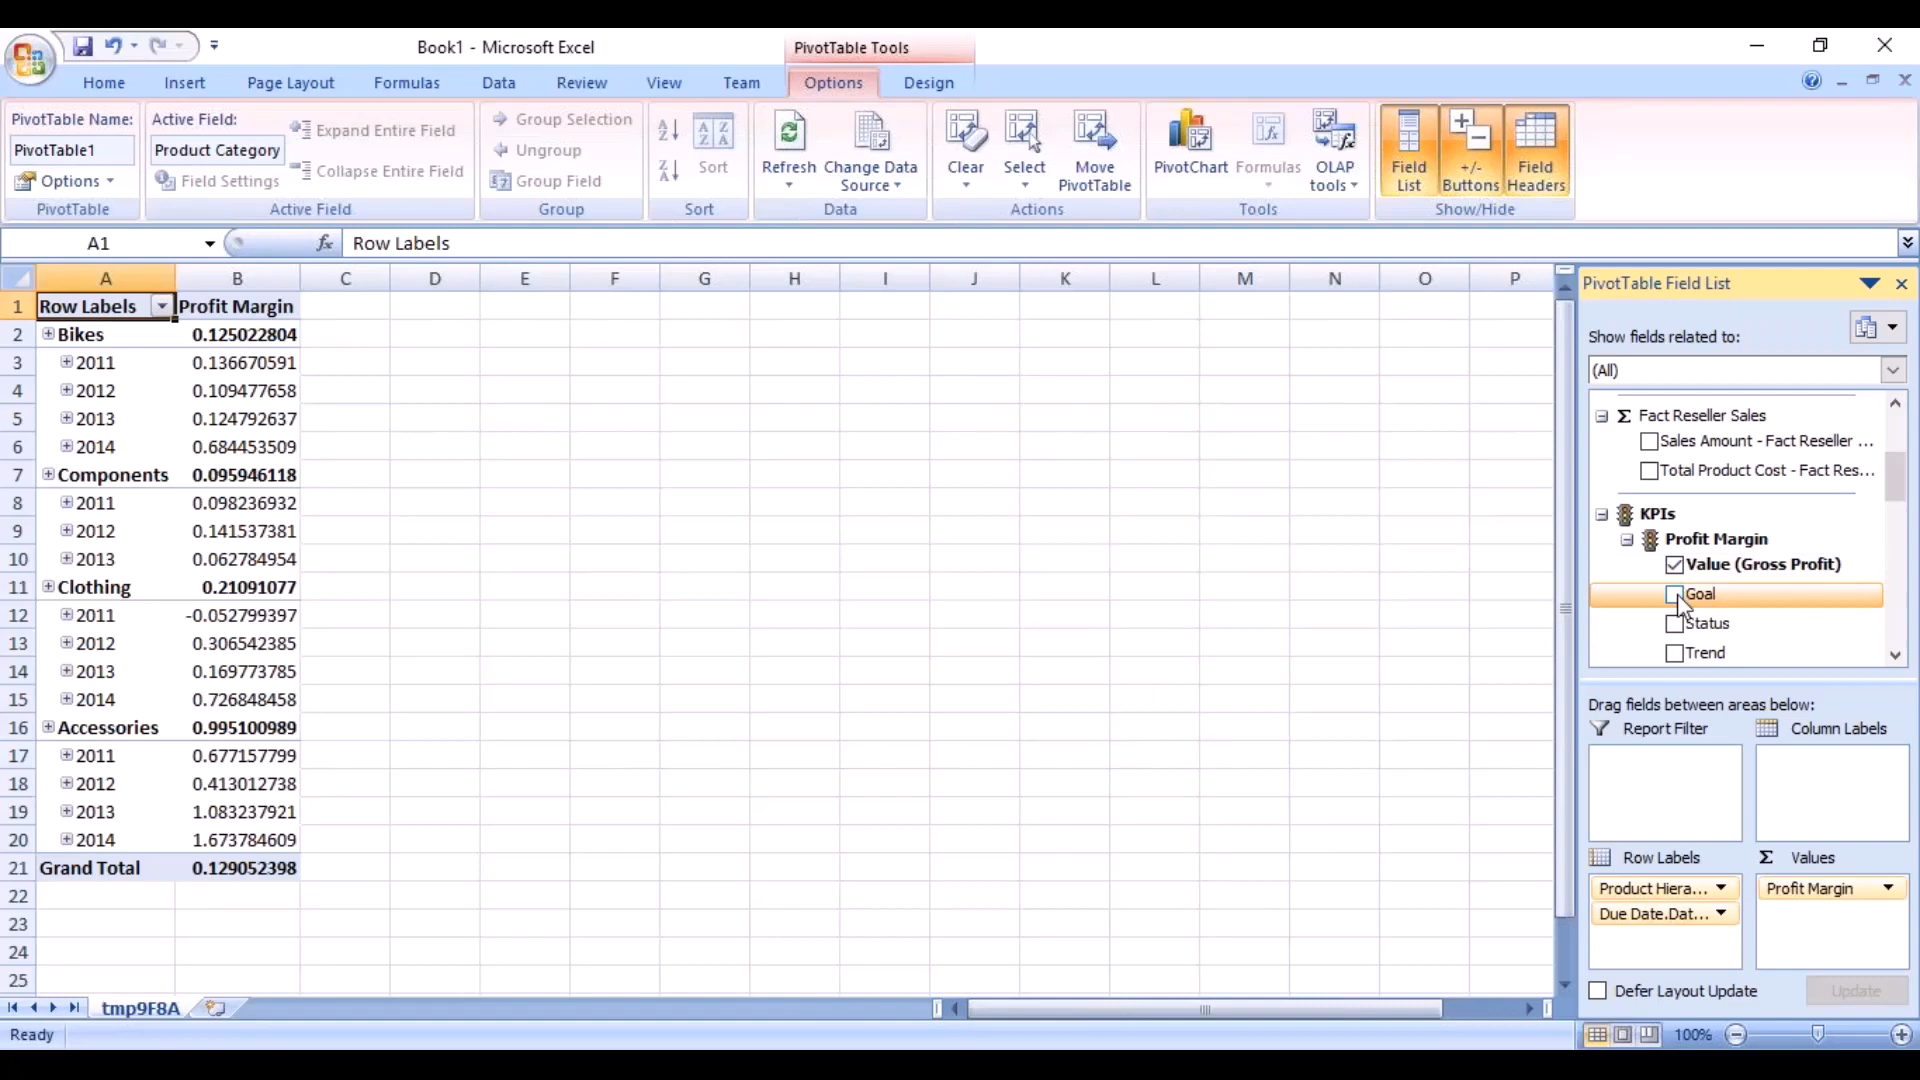 Book1 - Microsoft Excel
PivotTable Tools
Home Insert Page Layout Formulas Data Review View Team Options Design
PivotTable Name:
PivotTable1
Options
PivotTable
Active Field:
Product Category
Field Settings
Expand Entire Field
Collapse Entire Field
Active Field
Group Selection
Ungroup
Group Field
Group
Sort
Sort
Refresh
Change Data Source
Data
Clear
Select
Move PivotTable
Actions
PivotChart
Formulas
OLAP tools
Tools
Field List
+/- Buttons
Field Headers
Show/Hide
A1 fx Row Labels
A B C D E F G H I J K L M N O P
1 Row Labels Profit Margin
2 Bikes 0.125022804
3 2011 0.136670591
4 2012 0.109477658
5 2013 0.124792637
6 2014 0.684453509
7 Components 0.095946118
8 2011 0.098236932
9 2012 0.141537381
10 2013 0.062784954
11 Clothing 0.21091077
12 2011 -0.052799397
13 2012 0.306542385
14 2013 0.169773785
15 2014 0.726848458
16 Accessories 0.995100989
17 2011 0.677157799
18 2012 0.413012738
19 2013 1.083237921
20 2014 1.673784609
21 Grand Total 0.129052398
22
23
24
25
tmp9F8A
Ready
PivotTable Field List
Show fields related to:
(All)
Σ Fact Reseller Sales
Sales Amount - Fact Reseller ...
Total Product Cost - Fact Res...
KPIs
Profit Margin
Value (Gross Profit)
Goal
Status
Trend
Drag fields between areas below:
Report Filter
Column Labels
Row Labels
Σ Values
Product Hiera...
Due Date.Dat...
Profit Margin
Defer Layout Update
Update
100%